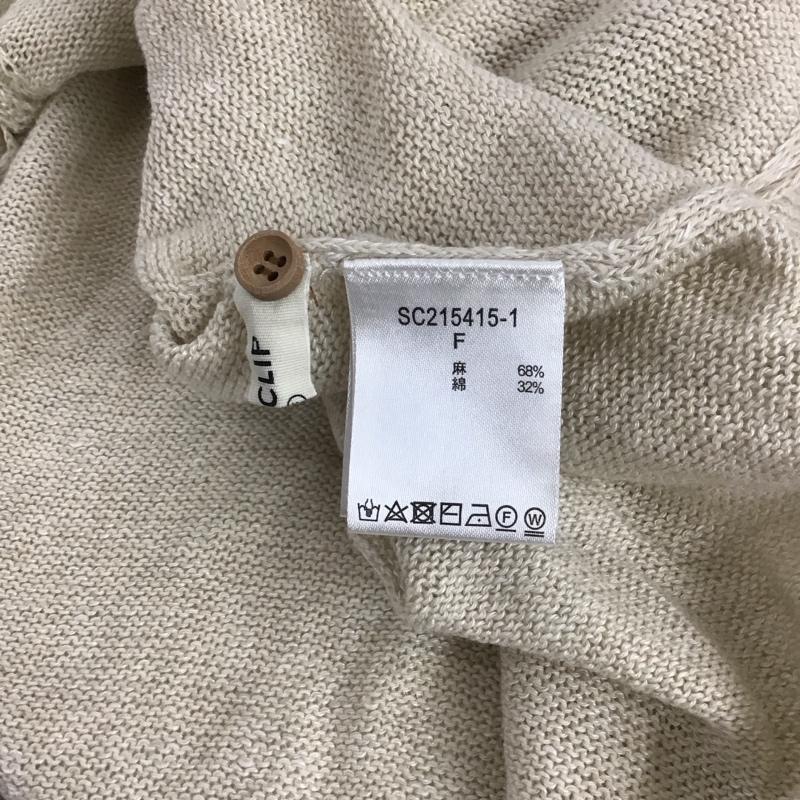 SC215415-1
F
麻 68%
綿 32%
F W
CLIP